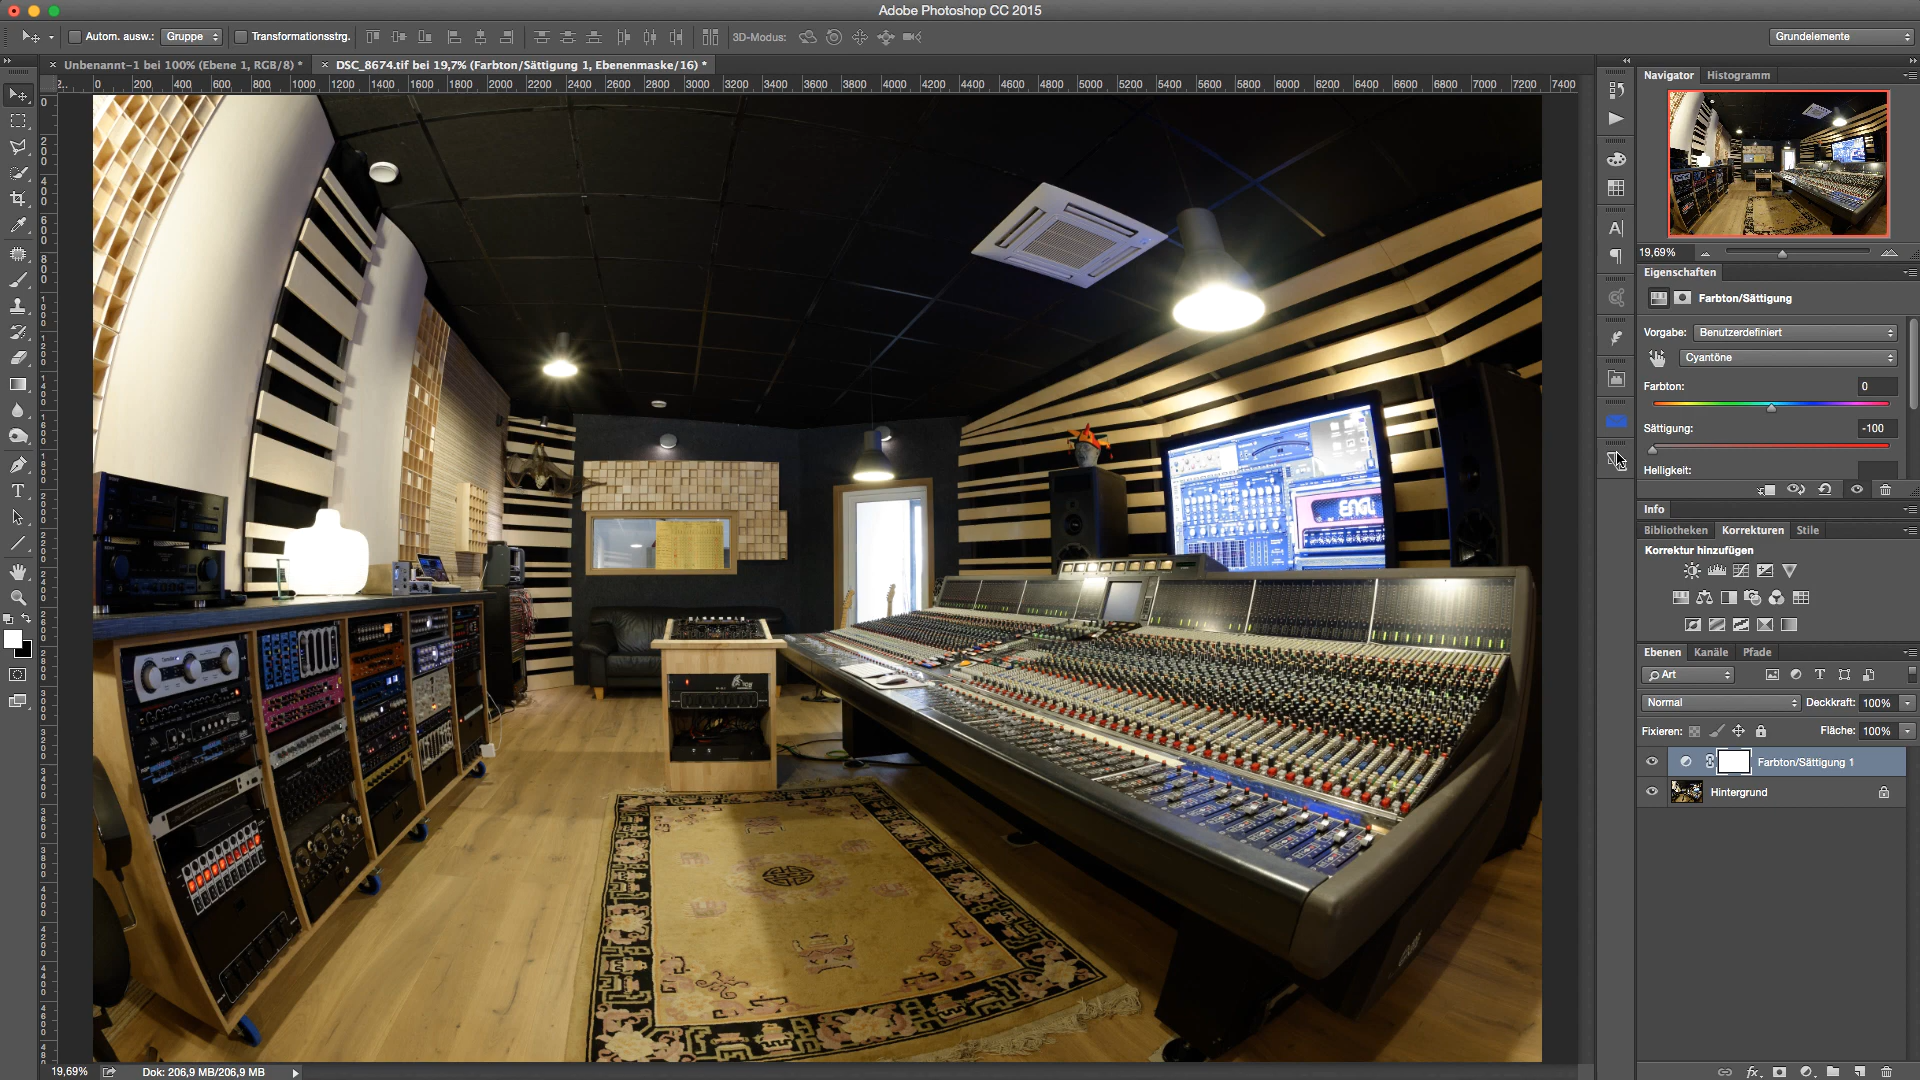 Adobe Photoshop CC 2015
Autom. ausw.: Gruppe Transformationsstrg. 3D-Modus: Grundelemente
Unbenannt-1 bei 100% (Ebene 1, RGB/8) * DSC_8674.tif bei 19,7% (Farbton/Sättigung 1, Ebenenmaske/16) *
0 200 400 600 800 1000 1200 1400 1600 1800 2000 2200 2400 2600 2800 3000 3200 3400 3600 3800 4000 4200 4400 4600 4800 5000 5200 5400 5600 5800 6000 6200 6400 6600 6800 7000 7200 7400
Navigator Histogramm
19,69%
Eigenschaften
Farbton/Sättigung
Vorgabe: Benutzerdefiniert
Cyantöne
Farbton: 0
Sättigung: -100
Helligkeit:
Info
Bibliotheken Korrekturen Stile
Korrektur hinzufügen
Ebenen Kanäle Pfade
Art
Normal Deckkraft: 100%
Fixieren: Fläche: 100%
Farbton/Sättigung 1
Hintergrund
ENGL
19,69% Dok: 206,9 MB/206,9 MB